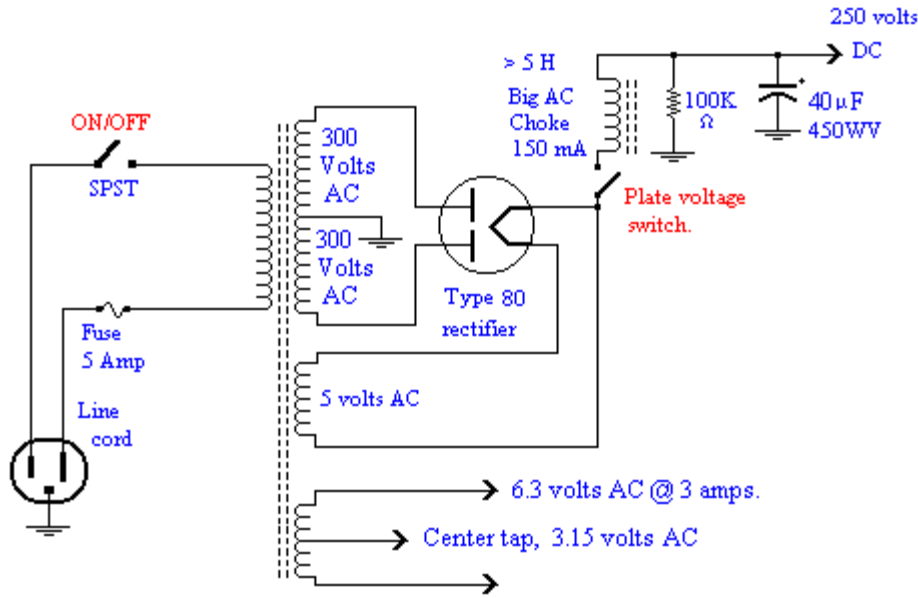 250 volts
DC
> 5 H
Big AC
Choke
150 mA
100K
Ω
+
40μF
450WV
ON/OFF
SPST
300
Volts
AC
300
Volts
AC
Plate voltage
switch.
Type 80
rectifier
Fuse
5 Amp
5 volts AC
Line
cord
6.3 volts AC @ 3 amps.
Center tap, 3.15 volts AC